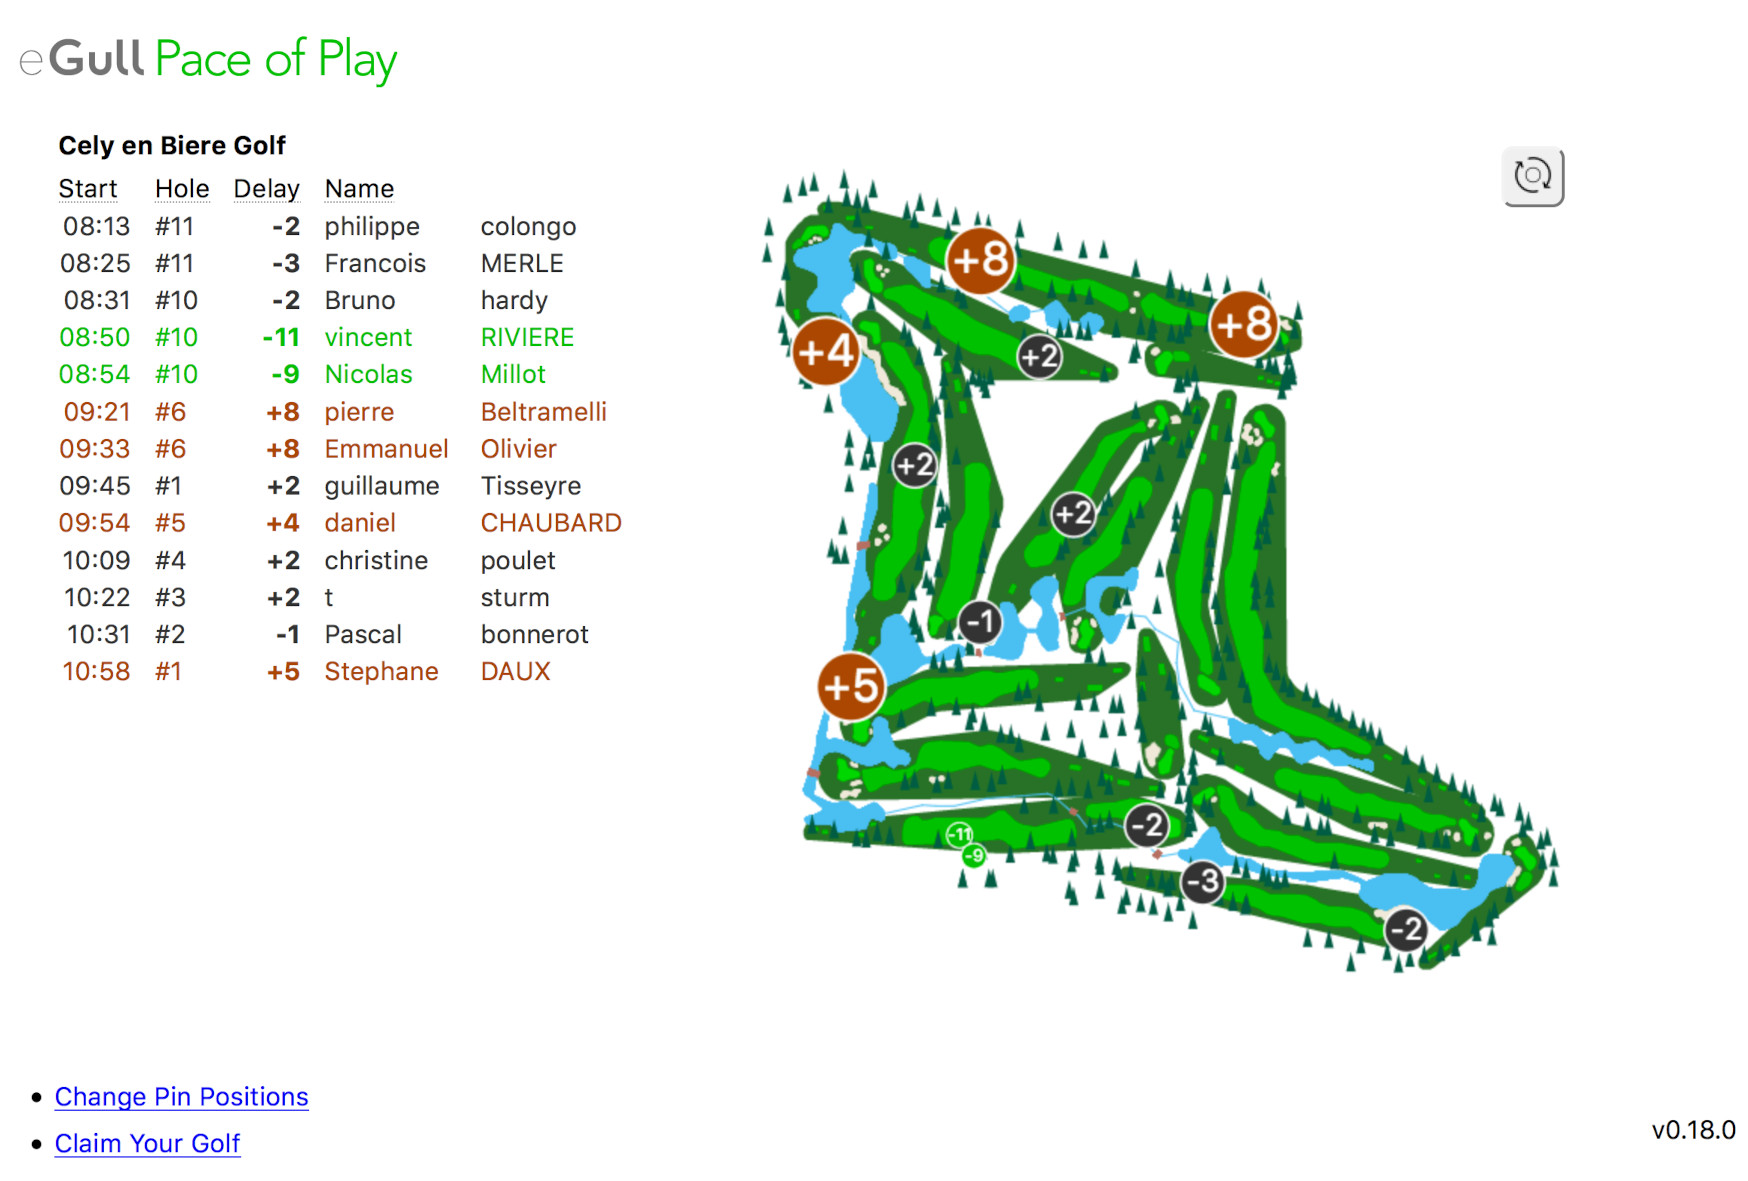 eGull Pace of Play
Cely en Biere Golf
Start Hole Delay Name
08:13 #11 -2 philippe colongo
08:25 #11 -3 Francois MERLE
08:31 #10 -2 Bruno hardy
08:50 #10 -11 vincent RIVIERE
08:54 #10 -9 Nicolas Millot
09:21 #6 +8 pierre Beltramelli
09:33 #6 +8 Emmanuel Olivier
09:45 #1 +2 guillaume Tisseyre
09:54 #5 +4 daniel CHAUBARD
10:09 #4 +2 christine poulet
10:22 #3 +2 t sturm
10:31 #2 -1 Pascal bonnerot
10:58 #1 +5 Stephane DAUX
+8
+8
+4
+2
+2
+2
-1
+5
-2
-11
-9
-3
-2
Change Pin Positions
Claim Your Golf
v0.18.0